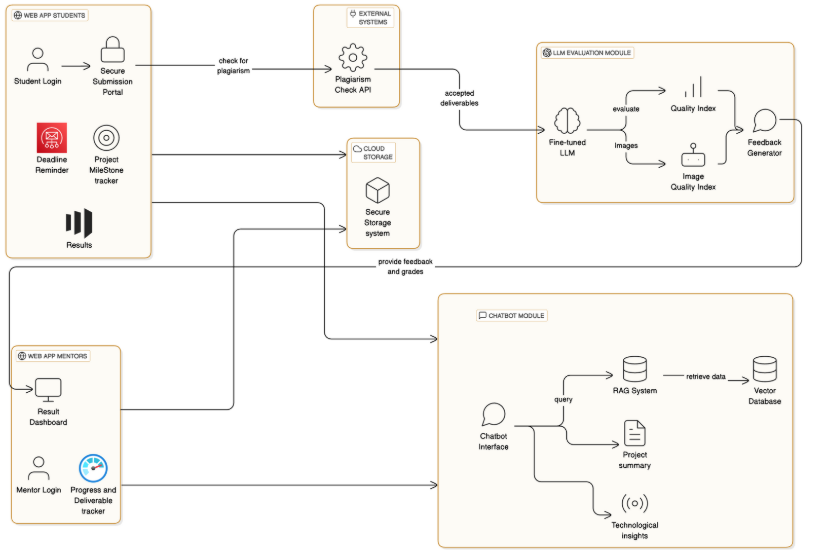 WEB APP STUDENTS
Student Login
Secure
Submission
Portal
Deadline
Reminder
Project
MileStone
tracker
Results
check for
plagiarism
EXTERNAL
SYSTEMS
Plagiarism
Check API
accepted
deliverables
CLOUD
STORAGE
Secure
Storage
system
LLM EVALUATION MODULE
Fine-tuned
LLM
evaluate
Images
Quality Index
Image
Quality Index
Feedback
Generator
provide feedback
and grades
WEB APP MENTORS
Result
Dashboard
Mentor Login
Progress and
Deliverable
tracker
CHATBOT MODULE
Chatbot
Interface
query
RAG System
retrieve data
Vector
Database
Project
summary
Technological
insights